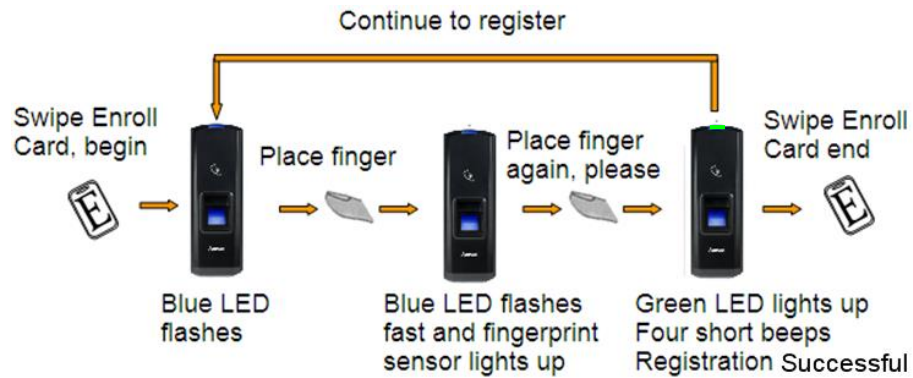 Continue to register
Swipe Enroll
Card, begin
E
Place finger
Place finger
again, please
Swipe Enroll
Card end
E
Blue LED
flashes
Blue LED flashes
fast and fingerprint
sensor lights up
Green LED lights up
Four short beeps
Registration Successful